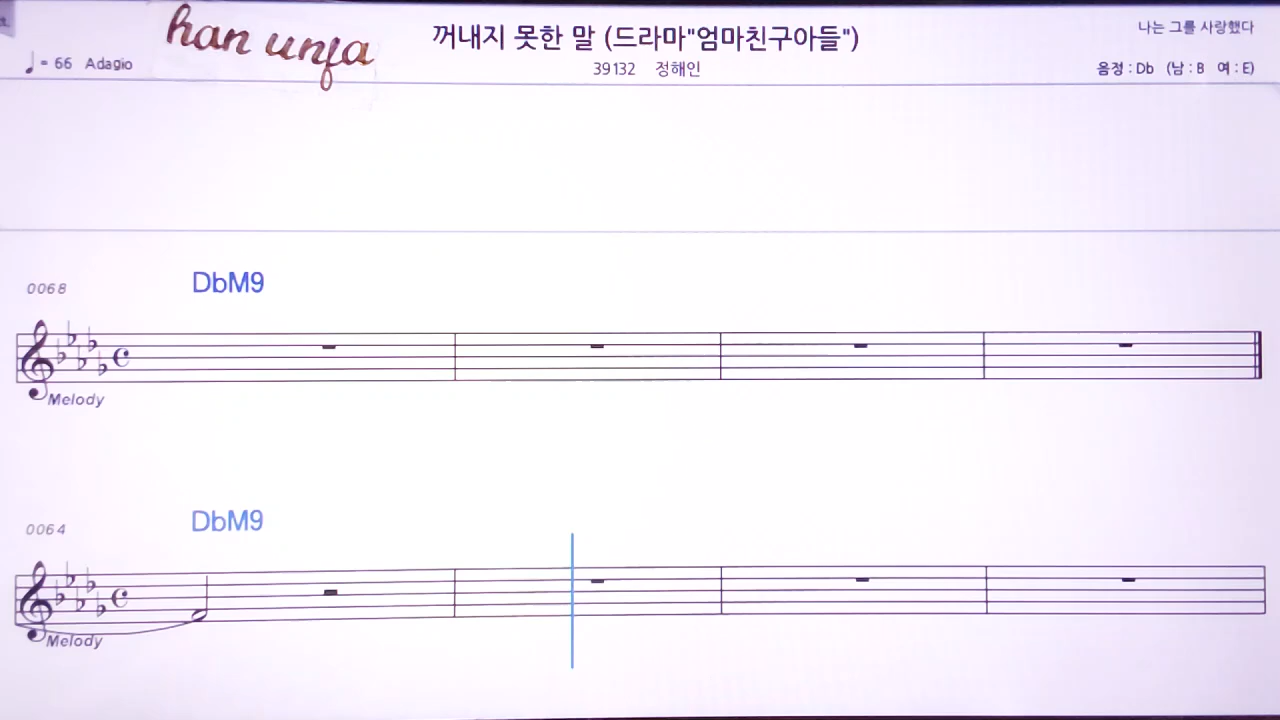 han unfa
꺼내지 못한 말 (드라마"엄마친구아들")
나는 그를 사랑했다
♩ = 66 Adagio
39132 정해인
음정 : Db (남 : B 여 : E)
0068
DbM9
Melody
0064
DbM9
Melody